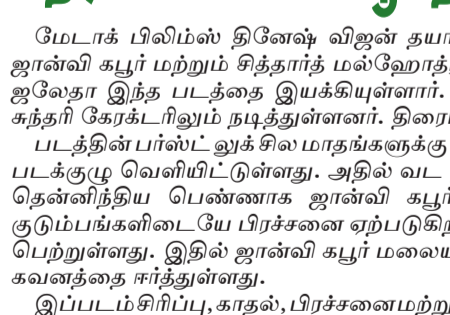 மேடாக் பிலிம்ஸ் தினேஷ் விஜன் தயா
ஜான்வி கபூர் மற்றும் சித்தார்த் மல்ஹோத்
ஜலேதா இந்த படத்தை இயக்கியுள்ளார்.
சுந்தரி கேரக்டரிலும் நடித்துள்ளனர். திரை
படத்தின் பர்ஸ்ட் லுக் சில மாதங்களுக்கு
படக்குழு வெளியிட்டுள்ளது. அதில் வட
தென்னிந்திய பெண்ணாக ஜான்வி கபூர்
குடும்பங்களிடையே பிரச்சனை ஏற்படுகிற
பெற்றுள்ளது. இதில் ஜான்வி கபூர் மலைய
கவனத்தை ஈர்த்துள்ளது.
இப்படம் சிரிப்பு, காதல், பிரச்சனை மற்று